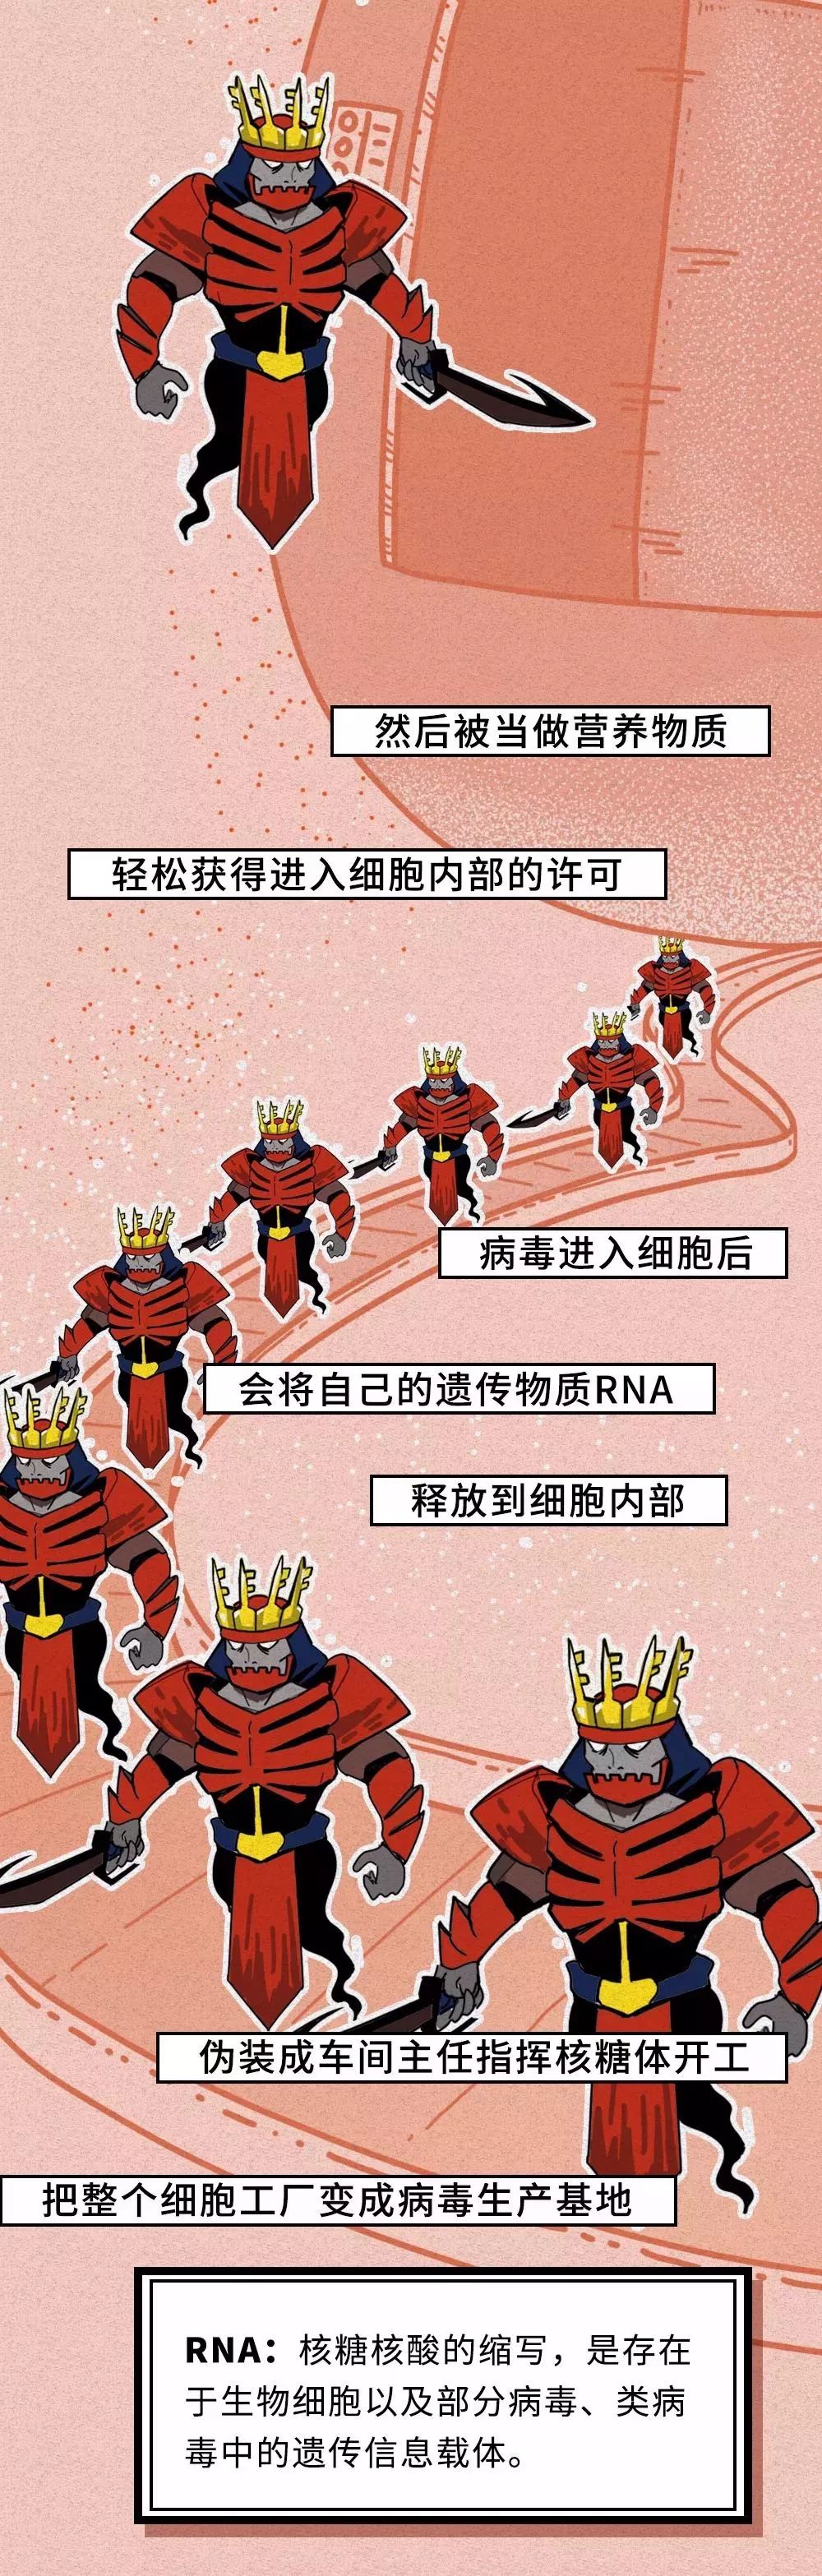 然后被当做营养物质
轻松获得进入细胞内部的许可
病毒进入细胞后
会将自己的遗传物质RNA
释放到细胞内部
伪装成车间主任指挥核糖体开工
把整个细胞工厂变成病毒生产基地
RNA：核糖核酸的缩写，是存在
于生物细胞以及部分病毒、类病
毒中的遗传信息载体。